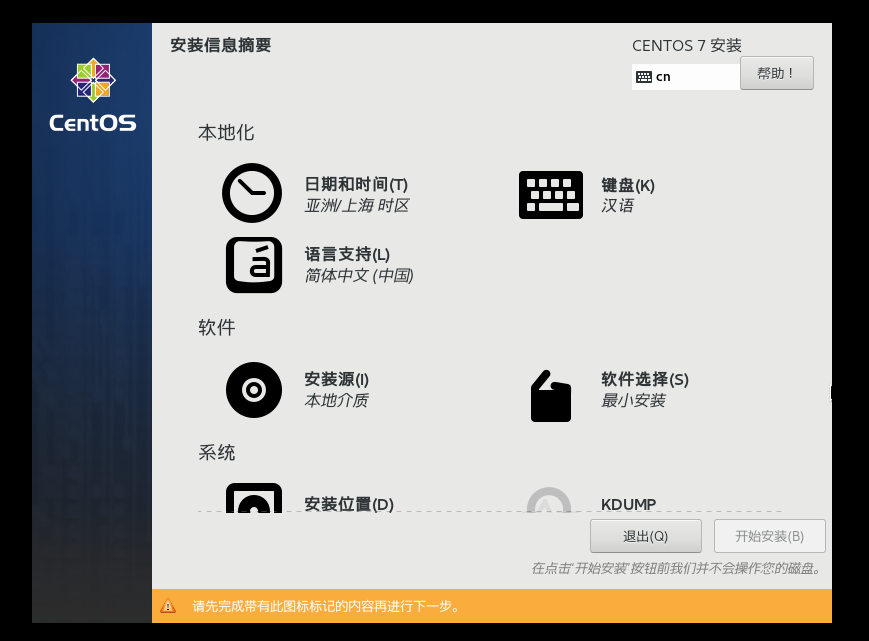 安装信息摘要
CENTOS 7 安装
cn
帮助！
CentOS
本地化
日期和时间(T)
亚洲/上海 时区
键盘(K)
汉语
语言支持(L)
简体中文 (中国)
软件
安装源(I)
本地介质
软件选择(S)
最小安装
系统
安装位置(D)
KDUMP
退出(Q)
开始安装(B)
在点击'开始安装'按钮前我们并不会操作您的磁盘。
请先完成带有此图标标记的内容再进行下一步。